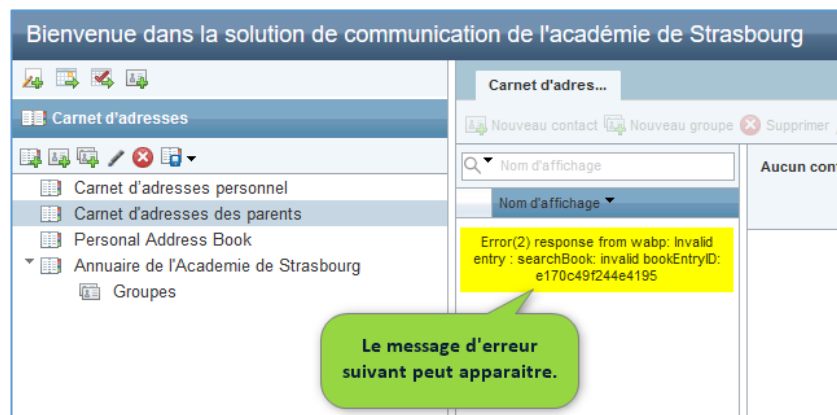 Bienvenue dans la solution de communication de l'académie de Strasbourg
Carnet d'adresses
Carnet d'adresses personnel
Carnet d'adresses des parents
Personal Address Book
Annuaire de l'Academie de Strasbourg
Groupes
Carnet d'adres...
Nouveau contact Nouveau groupe Supprimer
Nom d'affichage
Nom d'affichage
Error(2) response from wabp: Invalid
entry : searchBook: invalid bookEntryID:
e170c49f244e4195
Aucun con
Le message d'erreur
suivant peut apparaitre.